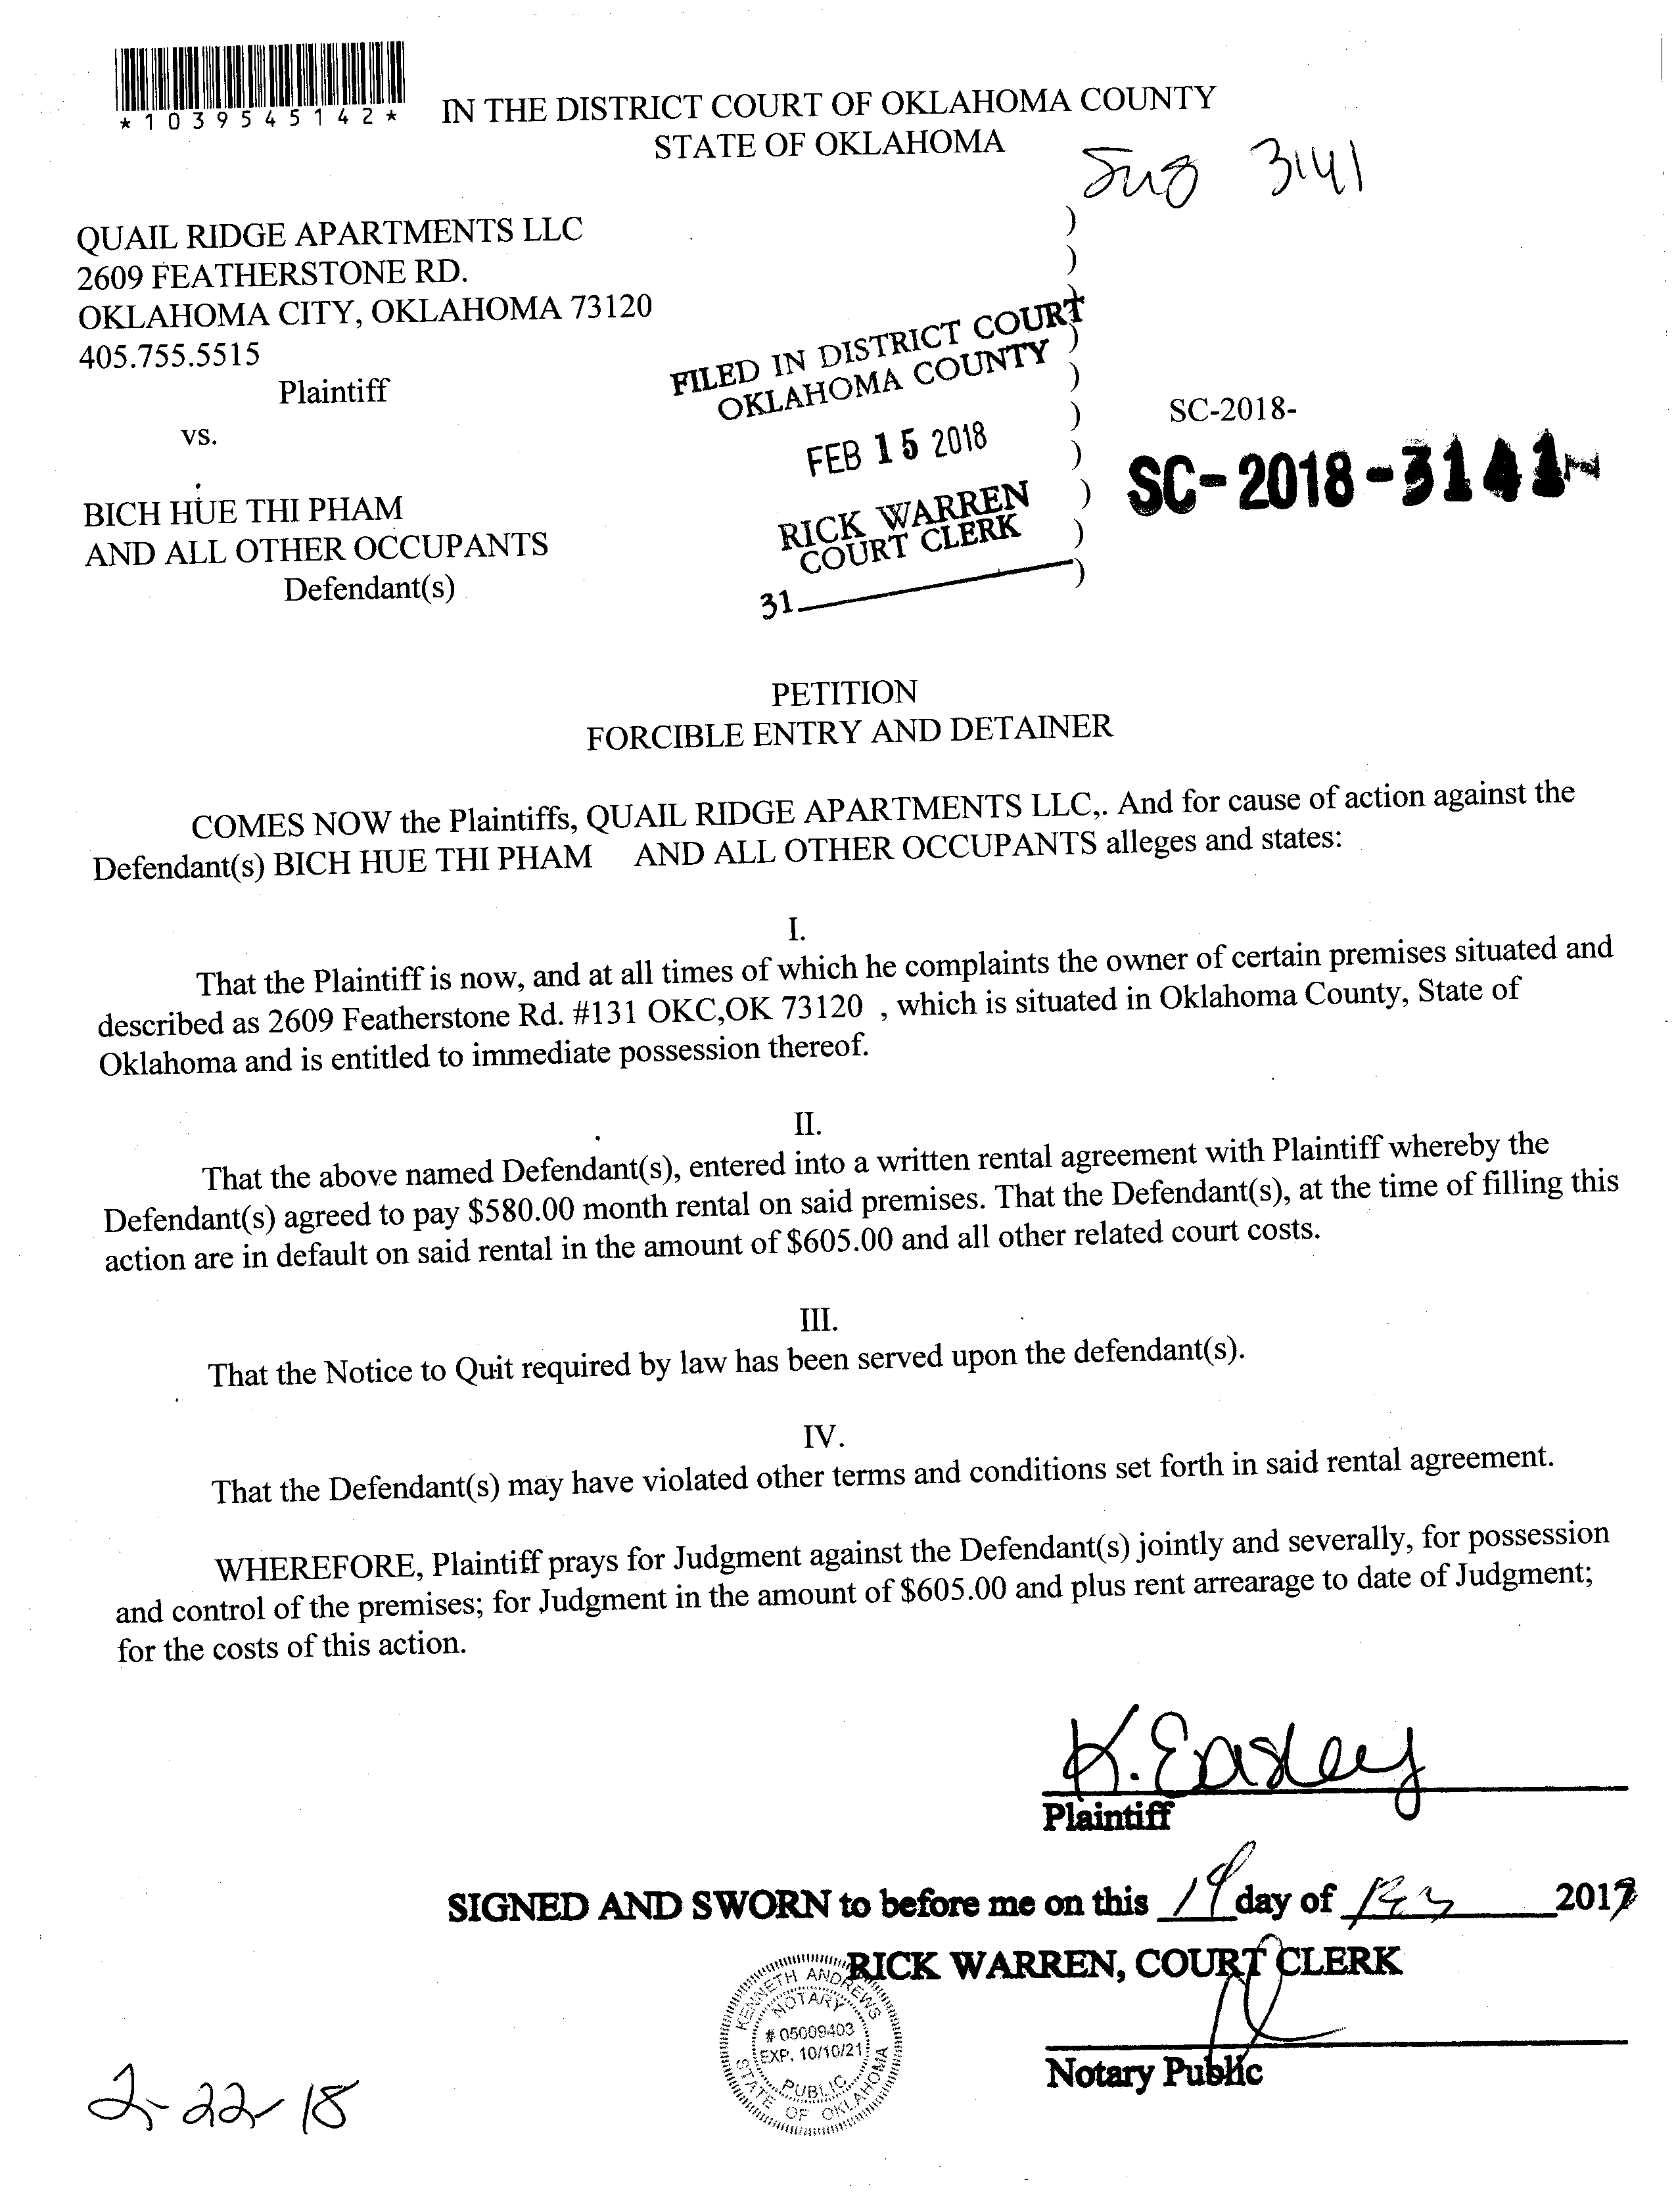 *1039545142*
IN THE DISTRICT COURT OF OKLAHOMA COUNTY
STATE OF OKLAHOMA
3141
QUAIL RIDGE APARTMENTS LLC
2609 FEATHERSTONE RD.
OKLAHOMA CITY, OKLAHOMA 73120
405.755.5515
Plaintiff
vs.
BICH HUE THI PHAM
AND ALL OTHER OCCUPANTS
Defendant(s)
FILED IN DISTRICT COURT
OKLAHOMA COUNTY
FEB 15 2018
RICK WARREN
COURT CLERK
31
)
)
)
)
)
)
)
)
)
)
SC-2018-
SC-2018-3141
PETITION
FORCIBLE ENTRY AND DETAINER
COMES NOW the Plaintiffs, QUAIL RIDGE APARTMENTS LLC,. And for cause of action against the
Defendant(s) BICH HUE THI PHAM AND ALL OTHER OCCUPANTS alleges and states:
I.
That the Plaintiff is now, and at all times of which he complaints the owner of certain premises situated and
described as 2609 Featherstone Rd. #131 OKC,OK 73120 , which is situated in Oklahoma County, State of
Oklahoma and is entitled to immediate possession thereof.
II.
That the above named Defendant(s), entered into a written rental agreement with Plaintiff whereby the
Defendant(s) agreed to pay $580.00 month rental on said premises. That the Defendant(s), at the time of filling this
action are in default on said rental in the amount of $605.00 and all other related court costs.
III.
That the Notice to Quit required by law has been served upon the defendant(s).
IV.
That the Defendant(s) may have violated other terms and conditions set forth in said rental agreement.
WHEREFORE, Plaintiff prays for Judgment against the Defendant(s) jointly and severally, for possession
and control of the premises; for Judgment in the amount of $605.00 and plus rent arrearage to date of Judgment;
for the costs of this action.
K. Easley
Plaintiff
SIGNED AND SWORN to before me on this day of 201
RICK WARREN, COURT CLERK
KENNETH ANDREWS
NOTARY
# 05009403
EXP. 10/10/21
PUBLIC
STATE OF OKLAHOMA
Notary Public
2-22-18